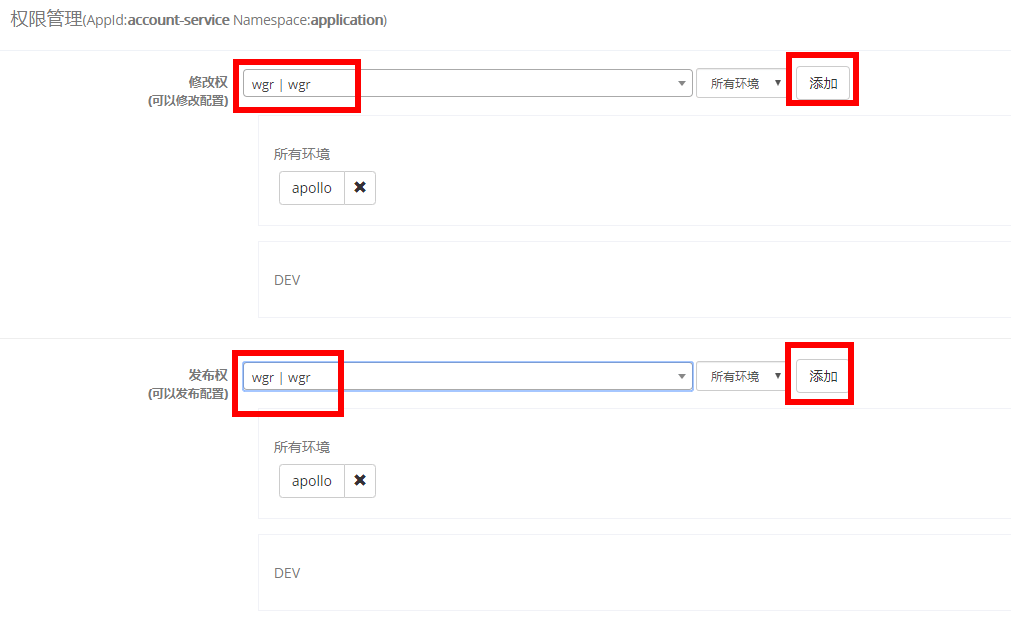 权限管理(AppId:account-service Namespace:application)
修改权 wgr | wgr 所有环境 添加
(可以修改配置)
所有环境
apollo ✖
DEV
发布权 wgr | wgr 所有环境 添加
(可以发布配置)
所有环境
apollo ✖
DEV